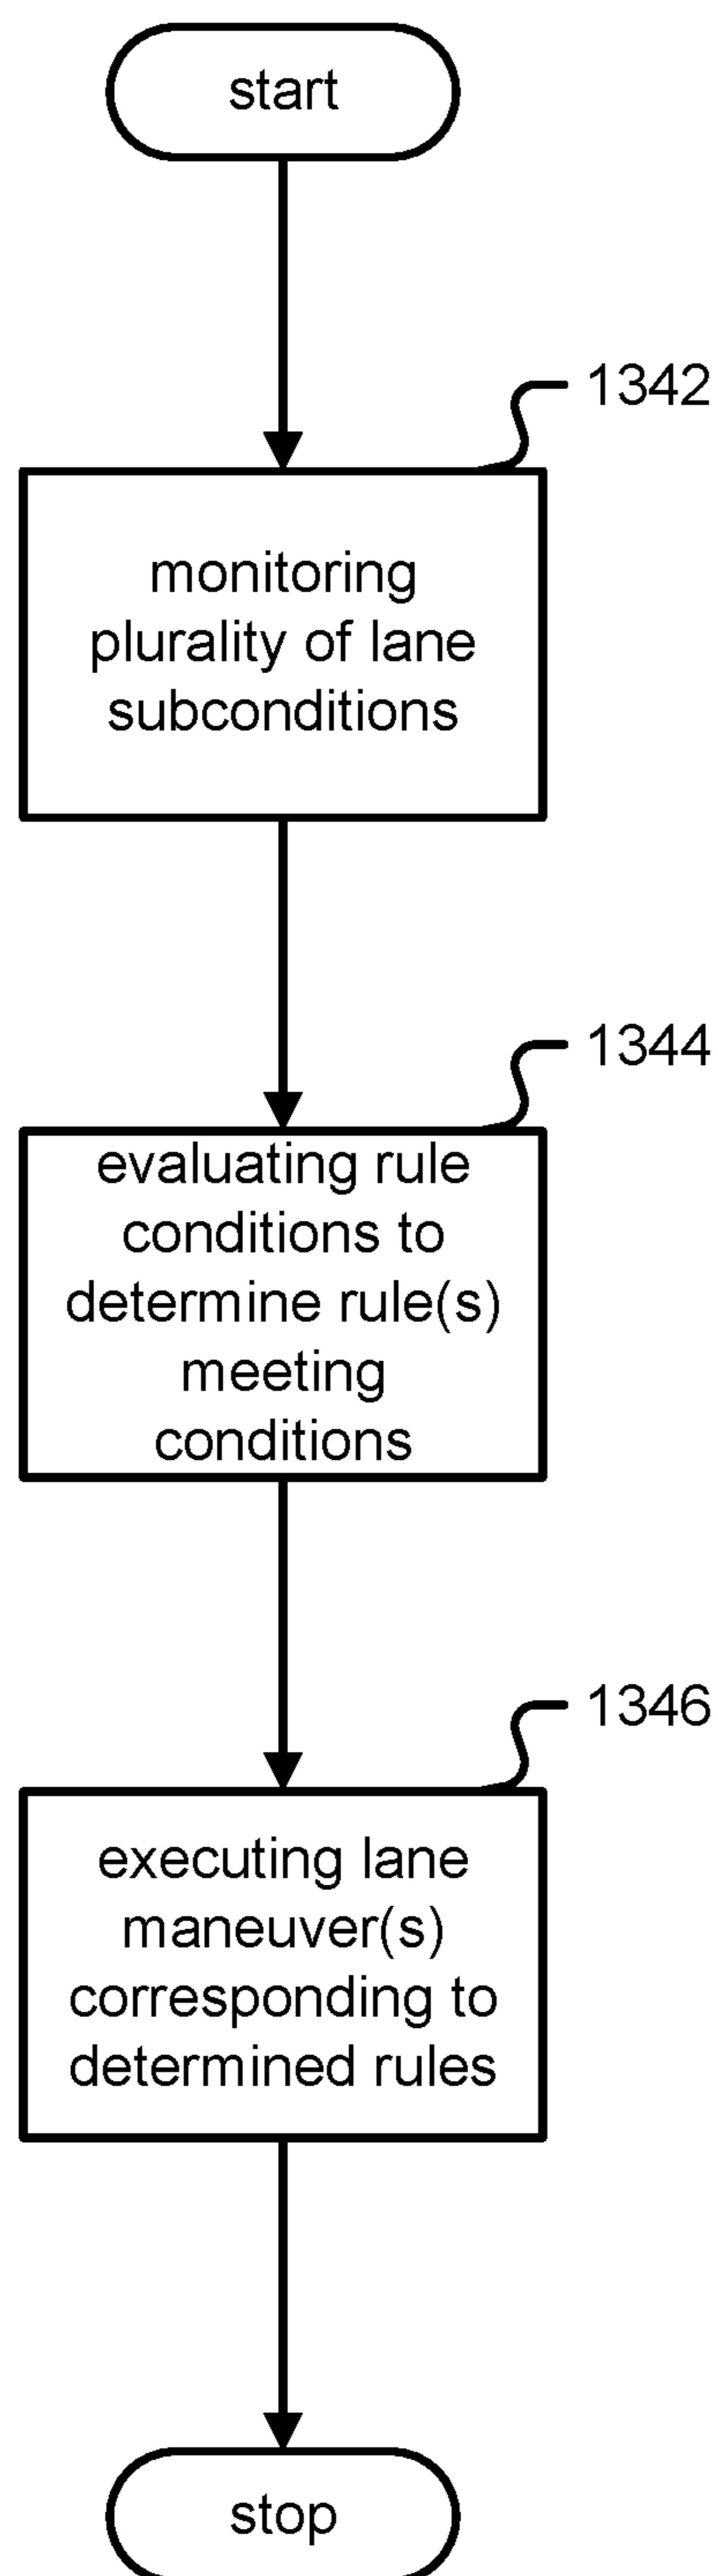 start
1342
monitoring
plurality of lane
subconditions
1344
evaluating rule
conditions to
determine rule(s)
meeting
conditions
1346
executing lane
maneuver(s)
corresponding to
determined rules
stop